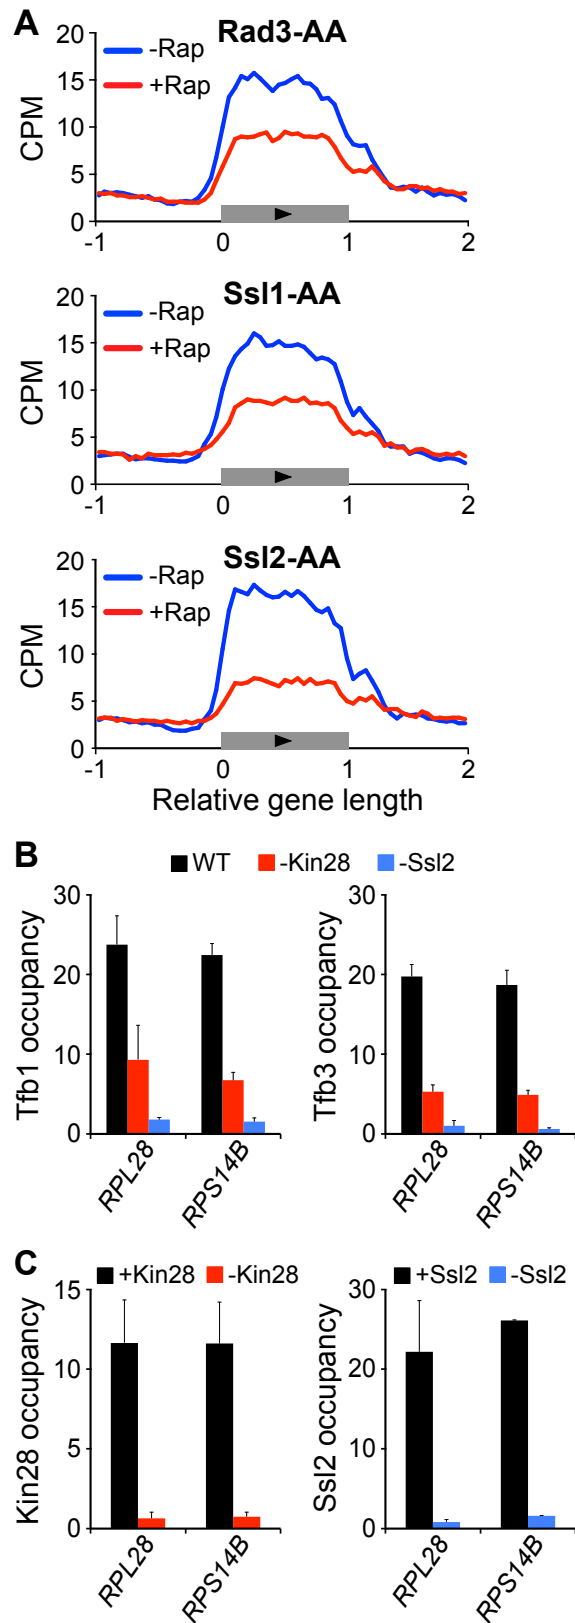 A
Rad3-AA
-Rap
+Rap
CPM
20
15
10
5
0
-1 0 1 2
Ssl1-AA
-Rap
+Rap
CPM
20
15
10
5
0
-1 0 1 2
Ssl2-AA
-Rap
+Rap
CPM
20
15
10
5
0
-1 0 1 2
Relative gene length
B
WT -Kin28 -Ssl2
Tfb1 occupancy
30
20
10
0
RPL28 RPS14B
Tfb3 occupancy
30
20
10
0
RPL28 RPS14B
C
+Kin28 -Kin28
Kin28 occupancy
15
10
5
0
RPL28 RPS14B
+Ssl2 -Ssl2
Ssl2 occupancy
30
20
10
0
RPL28 RPS14B